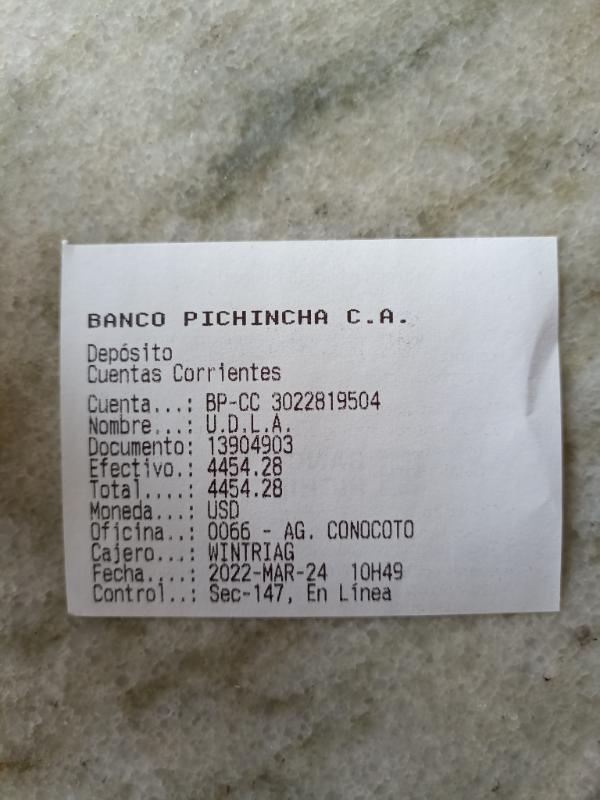 BANCO PICHINCHA C.A.
Depósito
Cuentas Corrientes
Cuenta...: BP-CC 3022819504
Nombre...: U.D.L.A.
Documento: 13904903
Efectivo.: 4454.28
Total....: 4454.28
Moneda...: USD
Oficina..: 0066 - AG. CONOCOTO
Cajero...: WINTRIAG
Fecha....: 2022-MAR-24 10H49
Control..: Sec-147, En Línea